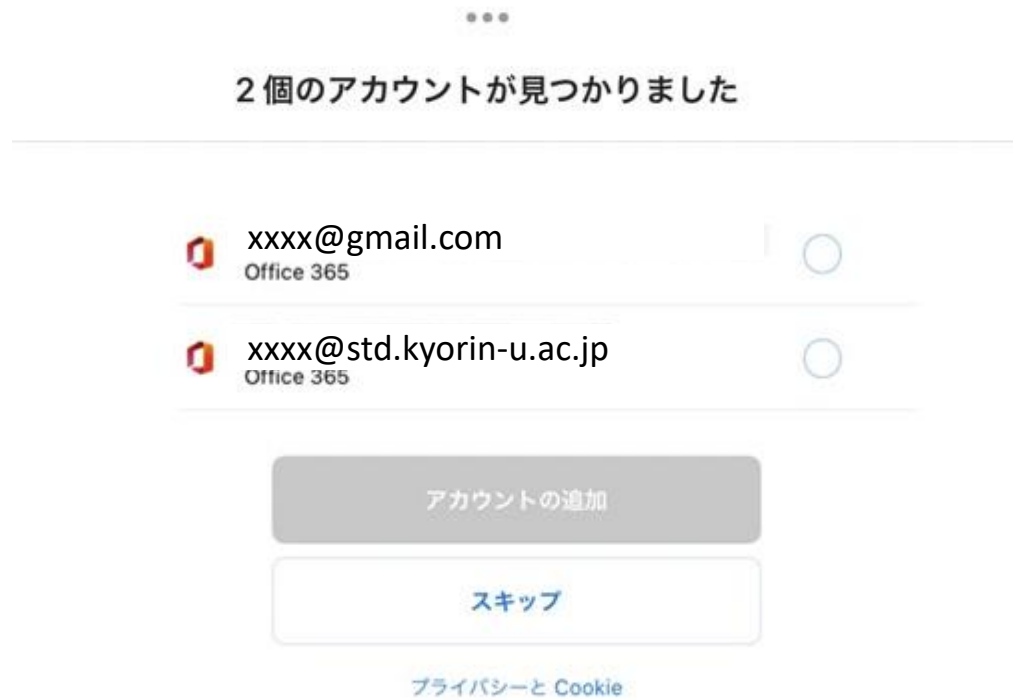 2個のアカウントが見つかりました
xxxx@gmail.com
Office 365
xxxx@std.kyorin-u.ac.jp
Office 365
アカウントの追加
スキップ
プライバシーと Cookie